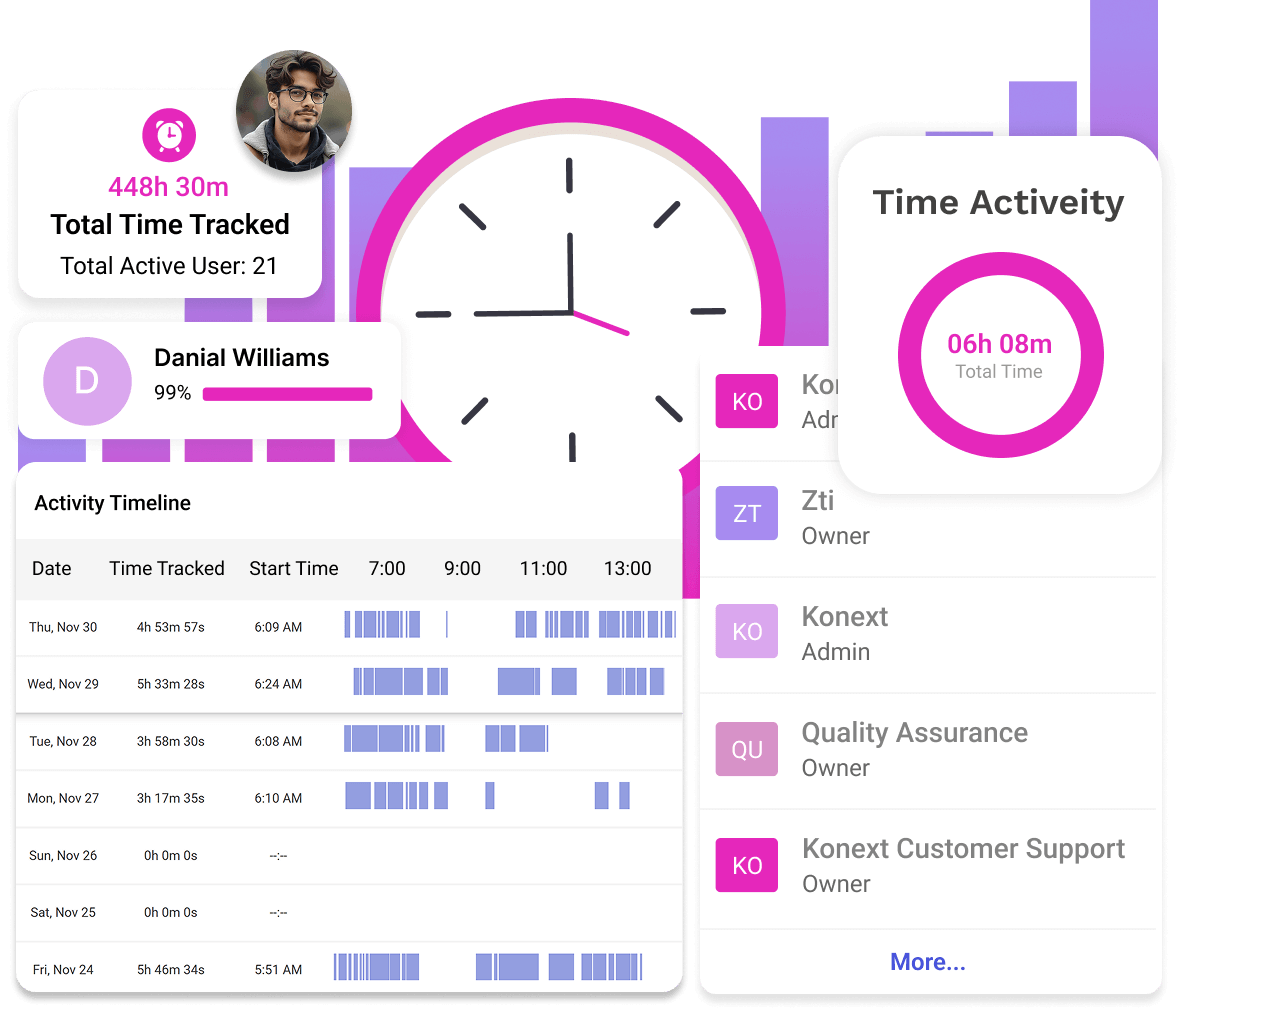 448h 30m
Total Time Tracked
Total Active User: 21
D
Danial Williams
99%
Activity Timeline
Date Time Tracked Start Time 7:00 9:00 11:00 13:00
Thu, Nov 30 4h 53m 57s 6:09 AM
Wed, Nov 29 5h 33m 28s 6:24 AM
Tue, Nov 28 3h 58m 30s 6:08 AM
Mon, Nov 27 3h 17m 35s 6:10 AM
Sun, Nov 26 0h 0m 0s --:--
Sat, Nov 25 0h 0m 0s --:--
Fri, Nov 24 5h 46m 34s 5:51 AM
Time Activeity
06h 08m
Total Time
KO
ZT
Zti
Owner
KO
Konext
Admin
QU
Quality Assurance
Owner
KO
Konext Customer Support
Owner
More...